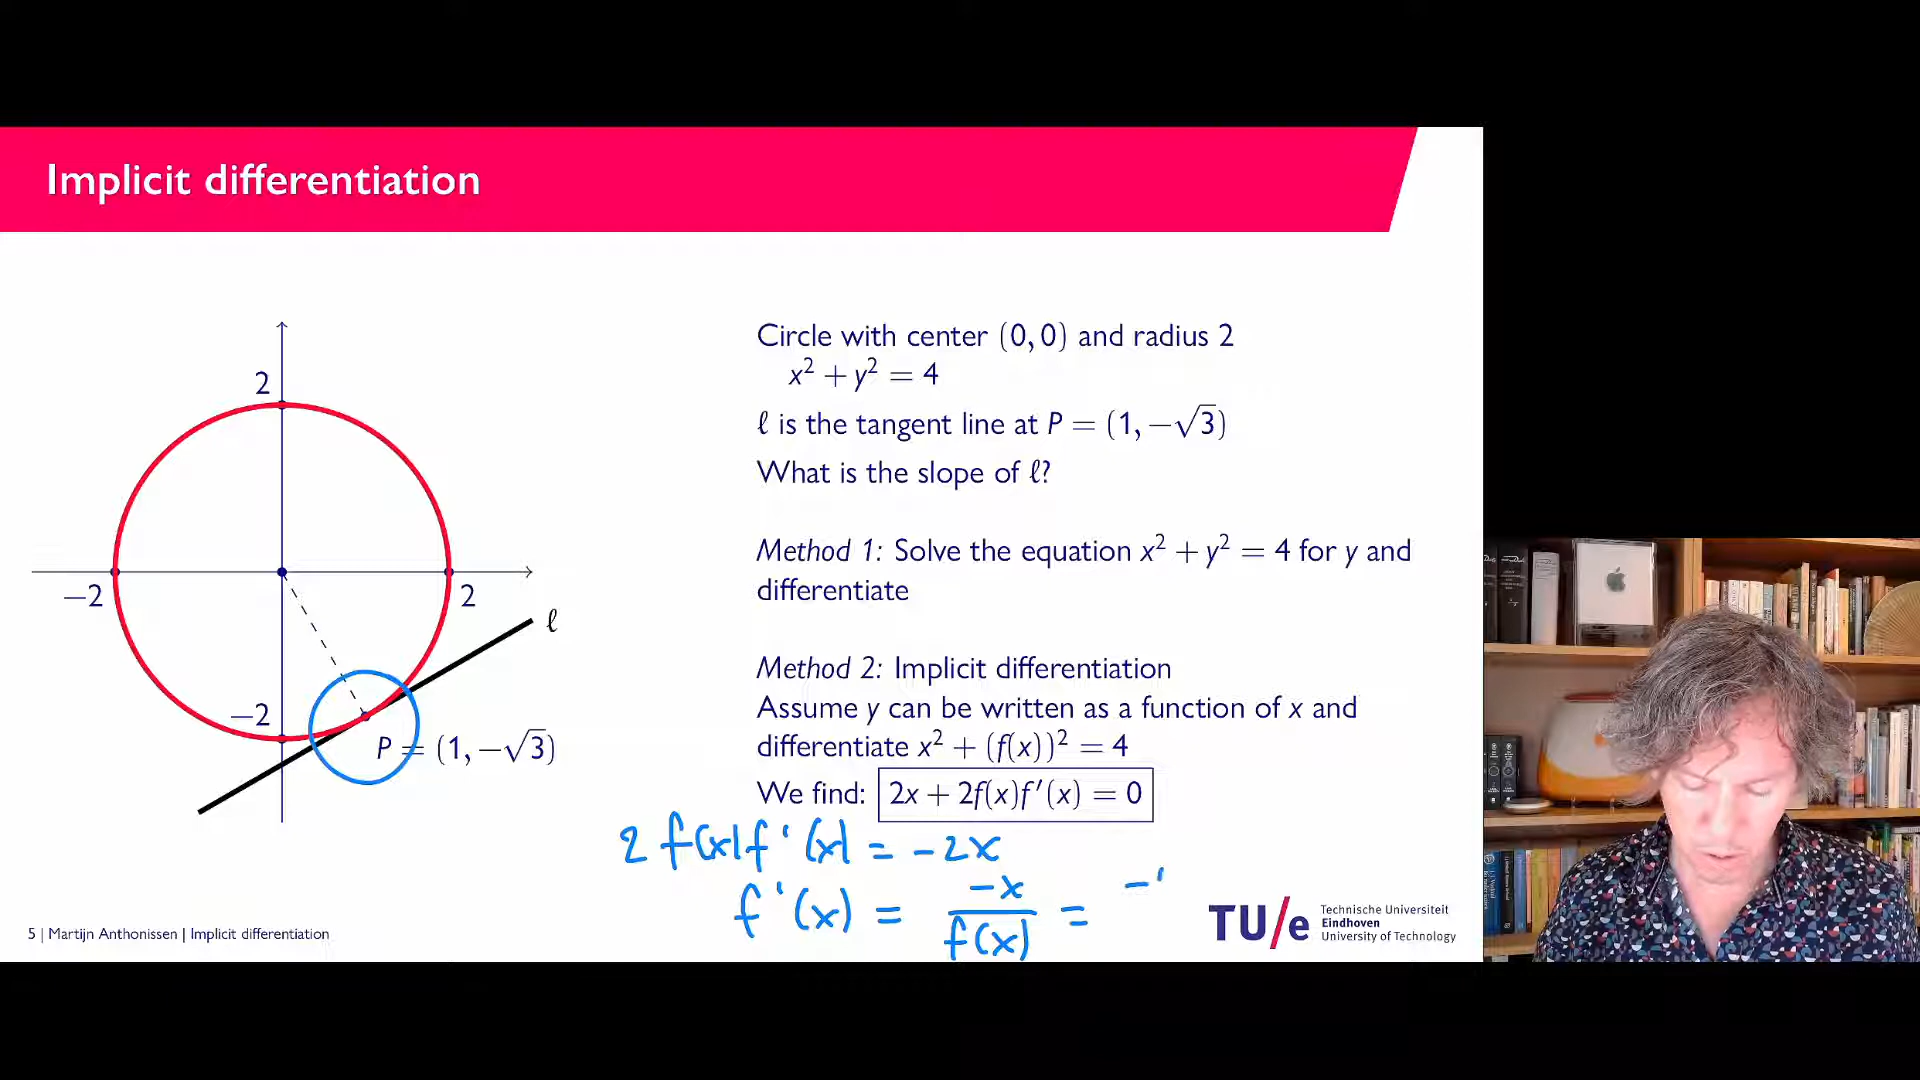 Implicit differentiation
2
−2
2
−2
ℓ
P = (1, −√3)
Circle with center (0, 0) and radius 2
x² + y² = 4
ℓ is the tangent line at P = (1, −√3)
What is the slope of ℓ?
Method 1: Solve the equation x² + y² = 4 for y and
differentiate
Method 2: Implicit differentiation
Assume y can be written as a function of x and
differentiate x² + (f(x))² = 4
We find: 2x + 2f(x)f′(x) = 0
2 f(x) f'(x) = -2x
f'(x) = -x / f(x) = -
5 | Martijn Anthonissen | Implicit differentiation
TU/e
Technische Universiteit
Eindhoven
University of Technology